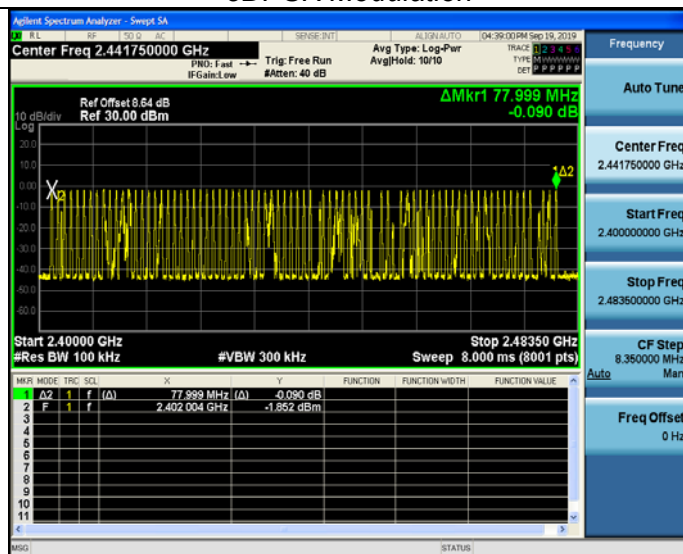 Agilent Spectrum Analyzer - Swept SA
RL RF 50 Ω AC SENSE:INT ALIGN AUTO 04:39:00 PM Sep 19, 2019
Center Freq 2.441750000 GHz
PNO: Fast
IFGain:Low
Trig: Free Run
#Atten: 40 dB
Avg Type: Log-Pwr
Avg|Hold: 10/10
TRACE 1 2 3 4 5 6
TYPE M
DET P P P P P P
Ref Offset 8.64 dB
10 dB/div Ref 30.00 dBm
Log
ΔMkr1 77.999 MHz
-0.090 dB
20.0
10.0
0.00
-20.0
-30.0
-40.0
-50.0
-60.0
X2
1Δ2
Start 2.40000 GHz Stop 2.48350 GHz
#Res BW 100 kHz #VBW 300 kHz Sweep 8.000 ms (8001 pts)
MKR MODE TRC SCL X Y FUNCTION FUNCTION WIDTH FUNCTION VALUE
1 Δ2 1 f (Δ) 77.999 MHz (Δ) -0.090 dB
2 F 1 f 2.402 004 GHz -1.852 dBm
3
4
5
6
7
8
9
10
11
MSG STATUS
Frequency
Auto Tune
Center Freq
2.441750000 GHz
Start Freq
2.400000000 GHz
Stop Freq
2.483500000 GHz
CF Step
8.350000 MHz
Auto Man
Freq Offset
0 Hz